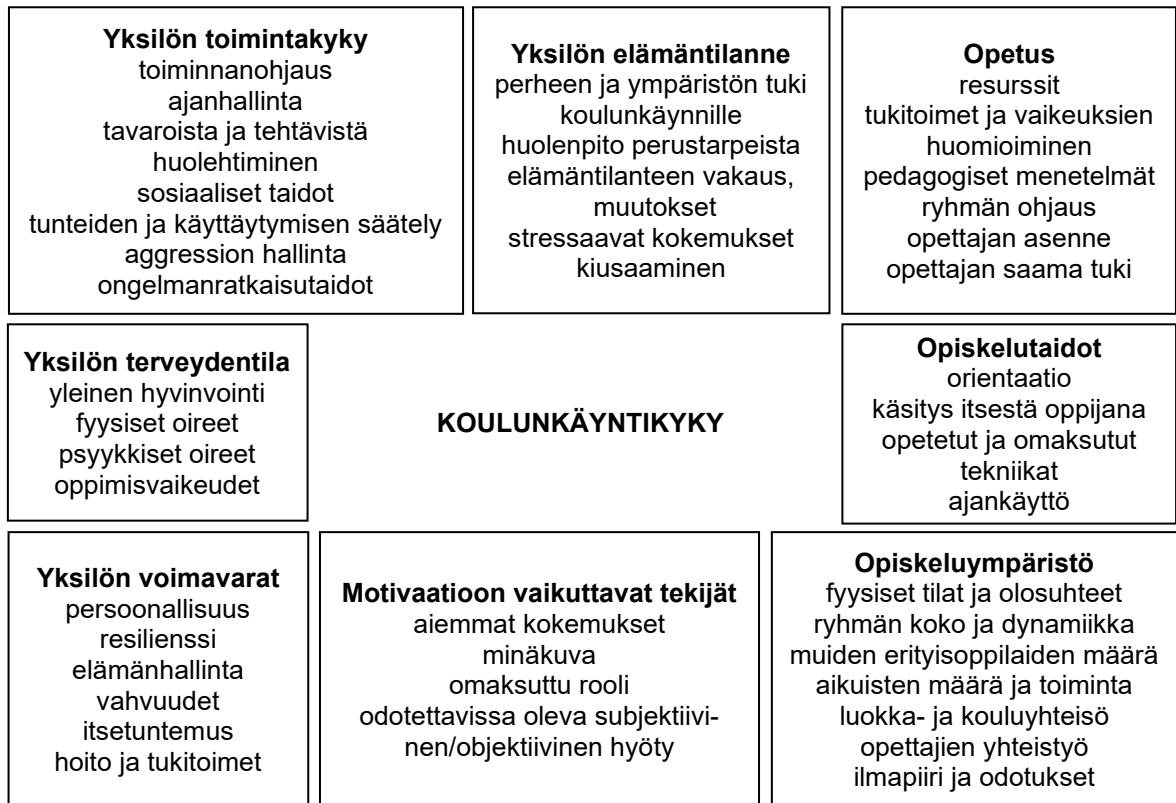 Yksilön toimintakyky
toiminnanohjaus
ajanhallinta
tavaroista ja tehtävistä
huolehtiminen
sosiaaliset taidot
tunteiden ja käyttäytymisen säätely
aggression hallinta
ongelmanratkaisutaidot
Yksilön elämäntilanne
perheen ja ympäristön tuki
koulunkäynnille
huolenpito perustarpeista
elämäntilanteen vakaus,
muutokset
stressaavat kokemukset
kiusaaminen
Opetus
resurssit
tukitoimet ja vaikeuksien
huomioiminen
pedagogiset menetelmät
ryhmän ohjaus
opettajan asenne
opettajan saama tuki
Yksilön terveydentila
yleinen hyvinvointi
fyysiset oireet
psyykkiset oireet
oppimisvaikeudet
KOULUNKÄYNTIKYKY
Opiskelutaidot
orientaatio
käsitys itsestä oppijana
opetetut ja omaksutut
tekniikat
ajankäyttö
Yksilön voimavarat
persoonallisuus
resilienssi
elämänhallinta
vahvuudet
itsetuntemus
hoito ja tukitoimet
Motivaatioon vaikuttavat tekijät
aiemmat kokemukset
minäkuva
omaksuttu rooli
odotettavissa oleva subjektiivi-
nen/objektiivinen hyöty
Opiskeluympäristö
fyysiset tilat ja olosuhteet
ryhmän koko ja dynamiikka
muiden erityisoppilaiden määrä
aikuisten määrä ja toiminta
luokka- ja kouluyhteisö
opettajien yhteistyö
ilmapiiri ja odotukset